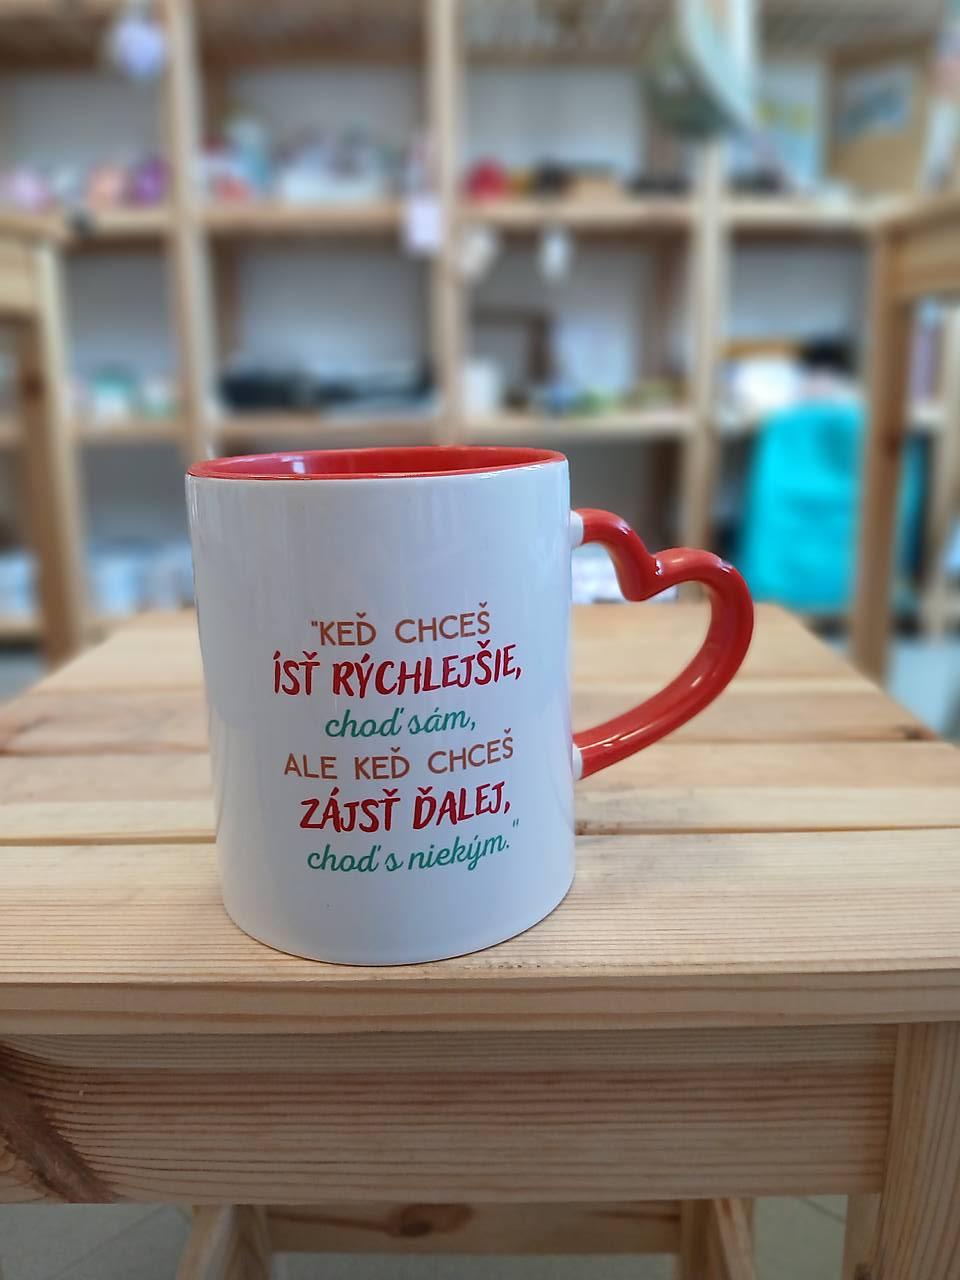 "KEĎ CHCEŠ
ÍSŤ RÝCHLEJŠIE,
choď sám,
ALE KEĎ CHCEŠ
ZÁJSŤ ĎALEJ,
choď s niekým."